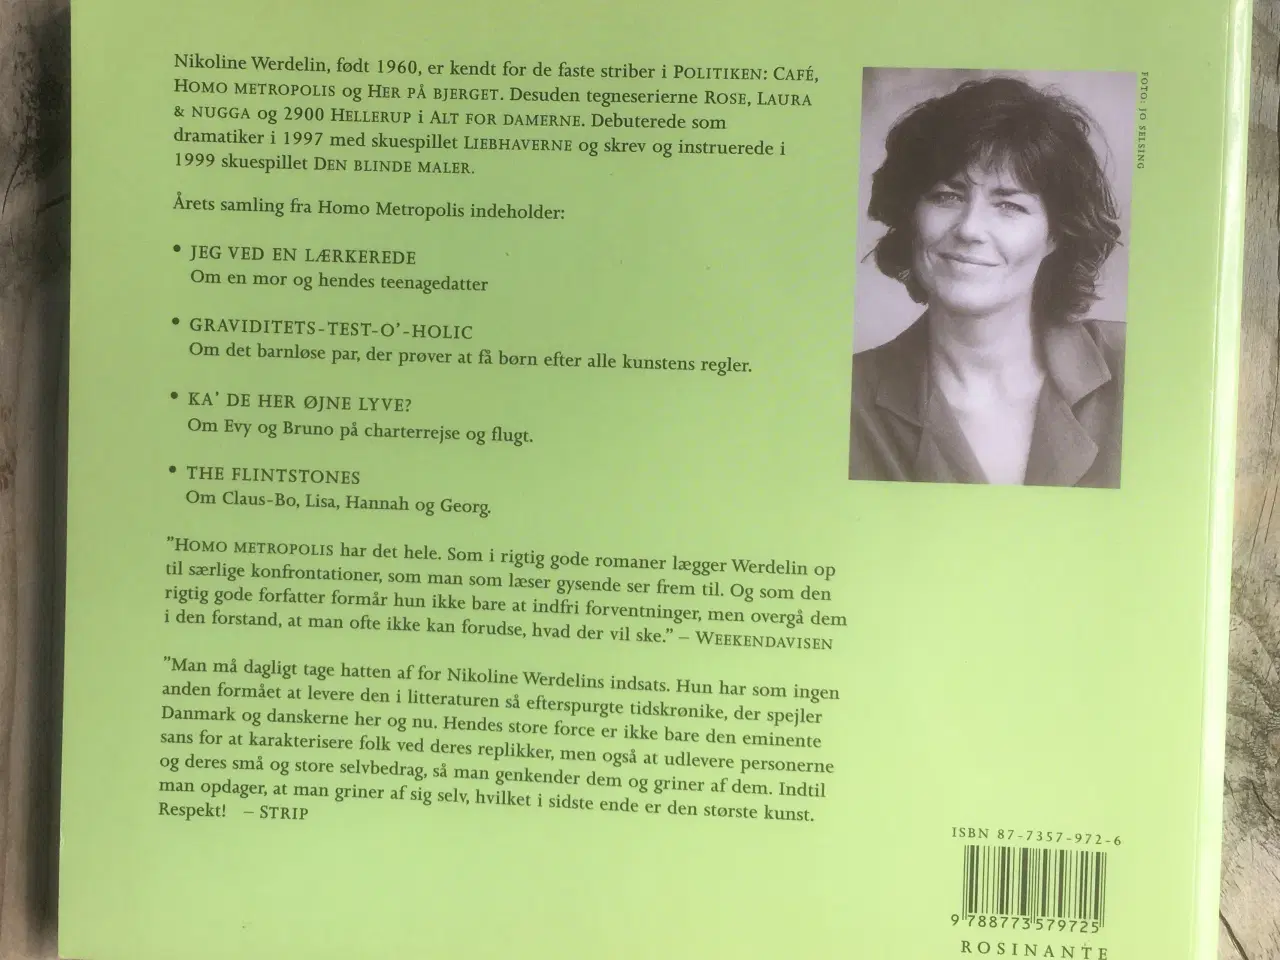 Nikoline Werdelin, født 1960, er kendt for de faste striber i POLITIKEN: CAFÉ,
HOMO METROPOLIS og HER PÅ BJERGET. Desuden tegneserierne ROSE, LAURA
& NUGGA og 2900 HELLERUP i ALT FOR DAMERNE. Debuterede som
dramatiker i 1997 med skuespillet LIEBHAVERNE og skrev og instruerede i
1999 skuespillet DEN BLINDE MALER.
Årets samling fra Homo Metropolis indeholder:
• JEG VED EN LÆRKEREDE
Om en mor og hendes teenagedatter
• GRAVIDITETS-TEST-O'-HOLIC
Om det barnløse par, der prøver at få børn efter alle kunstens regler.
• KA' DE HER ØJNE LYVE?
Om Evy og Bruno på charterrejse og flugt.
• THE FLINTSTONES
Om Claus-Bo, Lisa, Hannah og Georg.
"HOMO METROPOLIS har det hele. Som i rigtig gode romaner lægger Werdelin op
til særlige konfrontationer, som man som læser gysende ser frem til. Og som den
rigtig gode forfatter formår hun ikke bare at indfri forventninger, men overgå dem
i den forstand, at man ofte ikke kan forudse, hvad der vil ske." – WEEKENDAVISEN
"Man må dagligt tage hatten af for Nikoline Werdelins indsats. Hun har som ingen
anden formået at levere den i litteraturen så efterspurgte tidskrønike, der spejler
Danmark og danskerne her og nu. Hendes store force er ikke bare den eminente
sans for at karakterisere folk ved deres replikker, men også at udlevere personerne
og deres små og store selvbedrag, så man genkender dem og griner af dem. Indtil
man opdager, at man griner af sig selv, hvilket i sidste ende er den største kunst.
Respekt! – STRIP
FOTO: JO SELSING
ISBN 87-7357-972-6
9 788773 579725
ROSINANTE